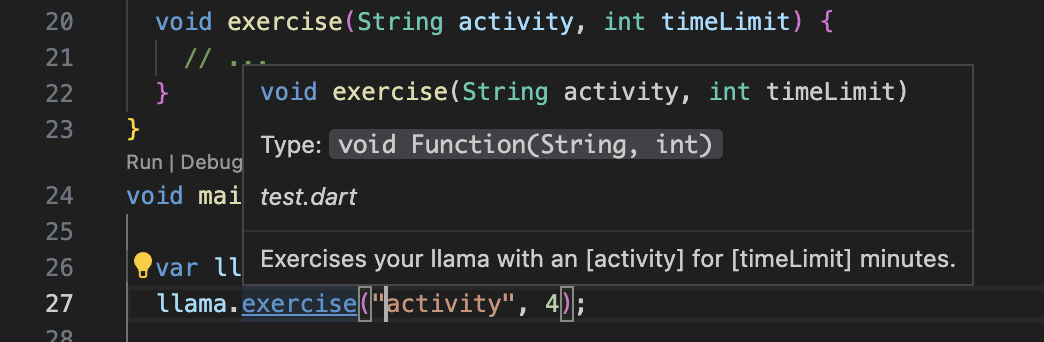 20 void exercise(String activity, int timeLimit) {
21 // ...
22 }
23 }
Run | Debug
24 void mai
25
26 var ll
27 llama.exercise("activity", 4);
28
void exercise(String activity, int timeLimit)
Type: void Function(String, int)
test.dart
Exercises your llama with an [activity] for [timeLimit] minutes.